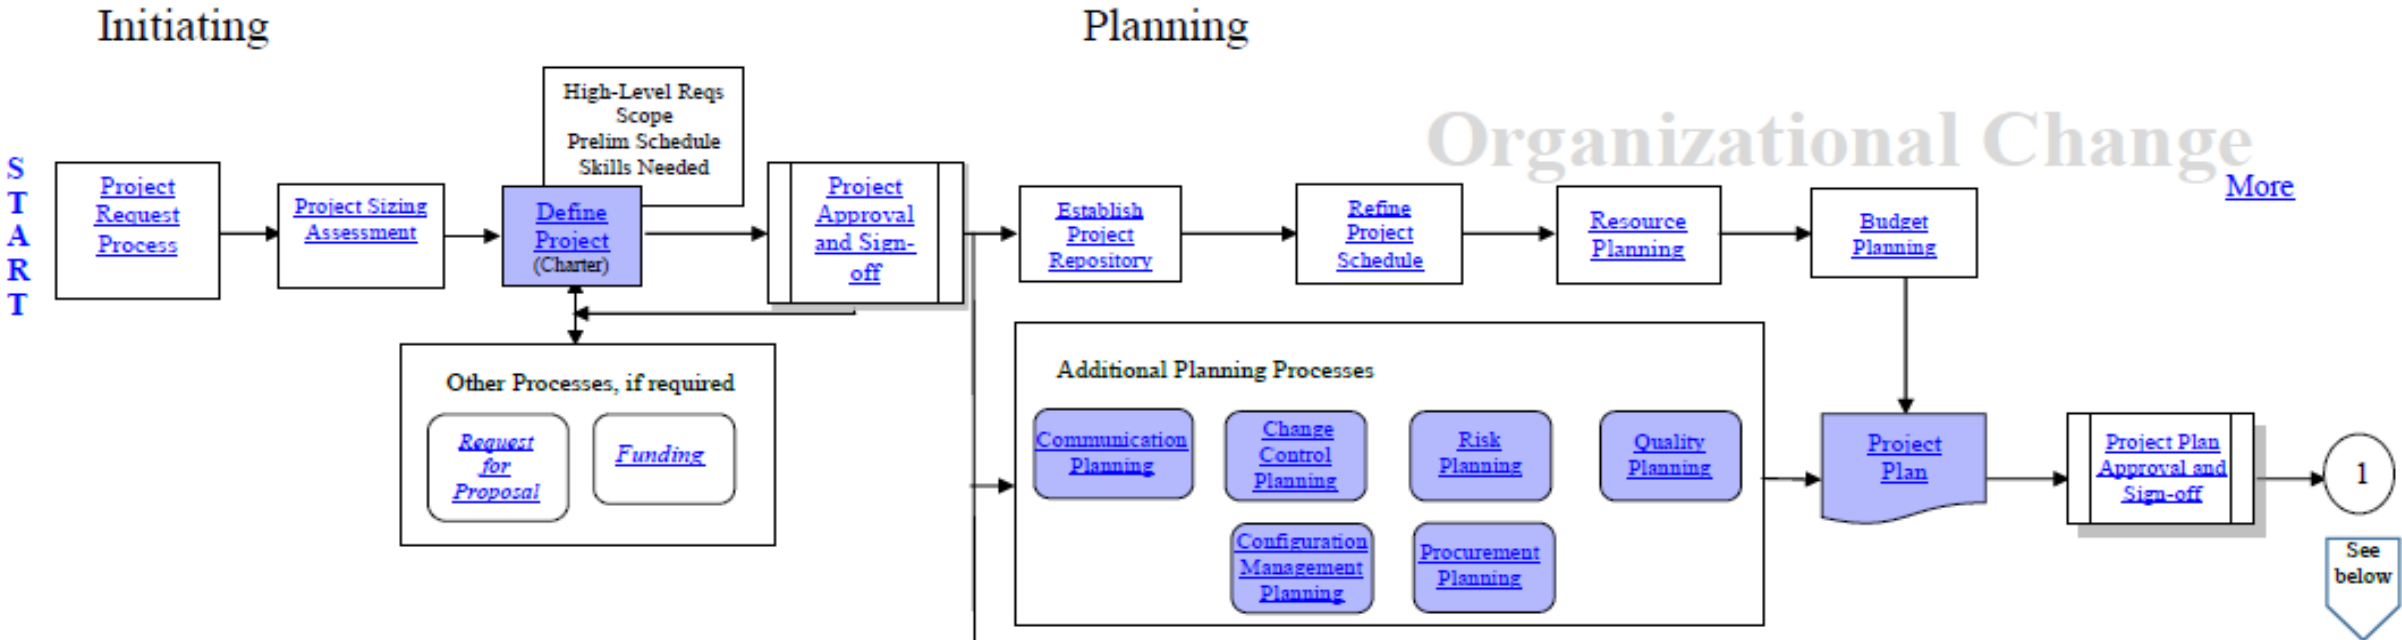 Initiating
Planning
High-Level Reqs
Scope
Prelim Schedule
Skills Needed
Organizational Change
More
S
T
A
R
T
Project
Request
Process
Project Sizing
Assessment
Define
Project
(Charter)
Project
Approval
and Sign-
off
Establish
Project
Repository
Refine
Project
Schedule
Resource
Planning
Budget
Planning
Other Processes, if required
Request
for
Proposal
Funding
Additional Planning Processes
Communication
Planning
Change
Control
Planning
Risk
Planning
Quality
Planning
Configuration
Management
Planning
Procurement
Planning
Project
Plan
Project Plan
Approval and
Sign-off
1
See
below